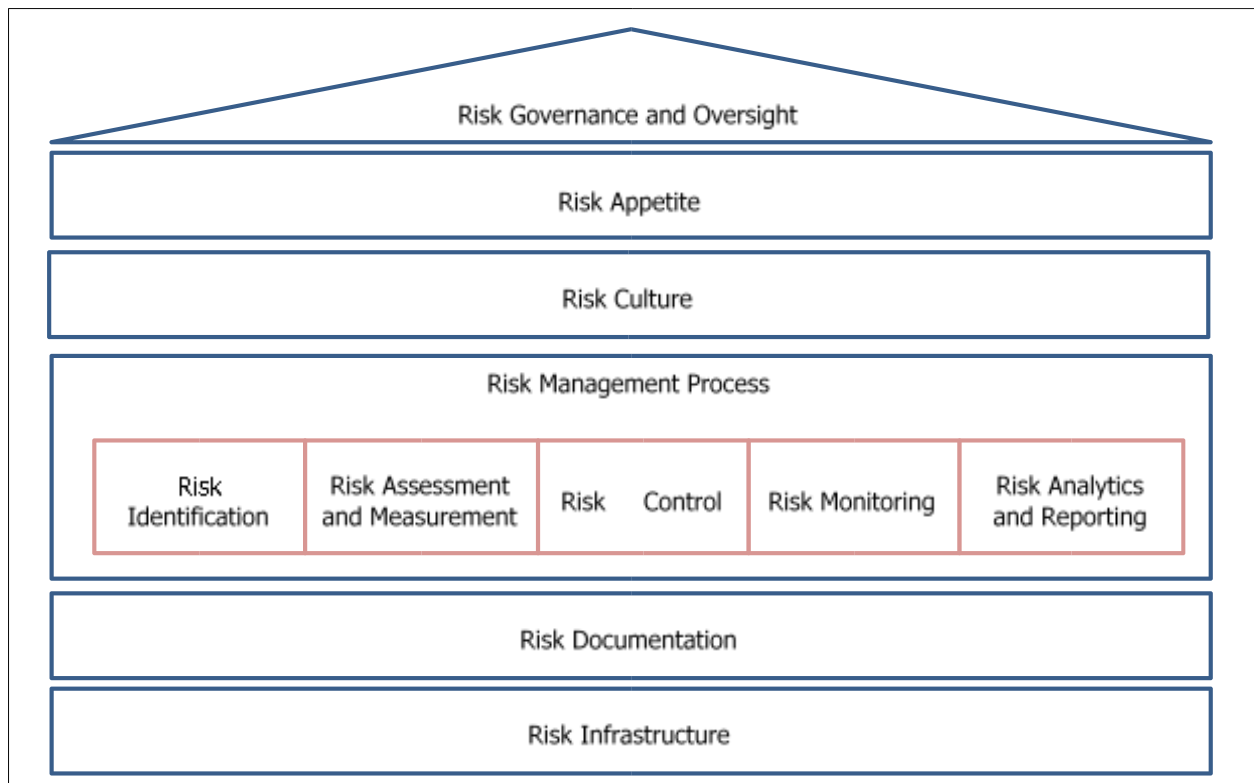 Risk Governance and Oversight
Risk Appetite
Risk Culture
Risk Management Process
Risk
Identification
Risk Assessment
and Measurement
Risk Control
Risk Monitoring
Risk Analytics
and Reporting
Risk Documentation
Risk Infrastructure